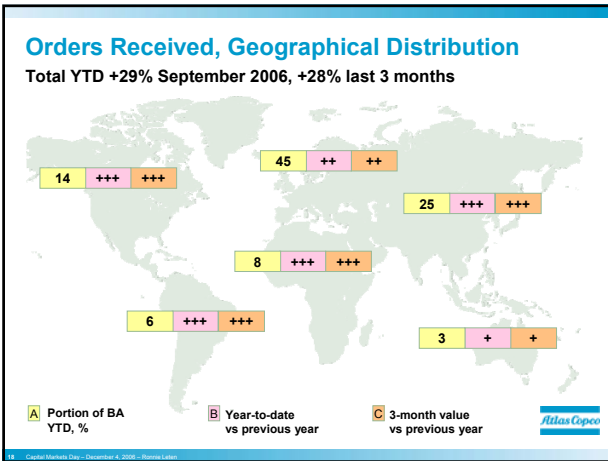 Orders Received, Geographical Distribution
Total YTD +29% September 2006, +28% last 3 months
45 ++ ++
14 +++ +++
25 +++ +++
8 +++ +++
6 +++ +++
3 + +
A Portion of BA
YTD, %
B Year-to-date
vs previous year
C 3-month value
vs previous year
Atlas Copco
18 Capital Markets Day – December 4, 2006 – Ronnie Leten